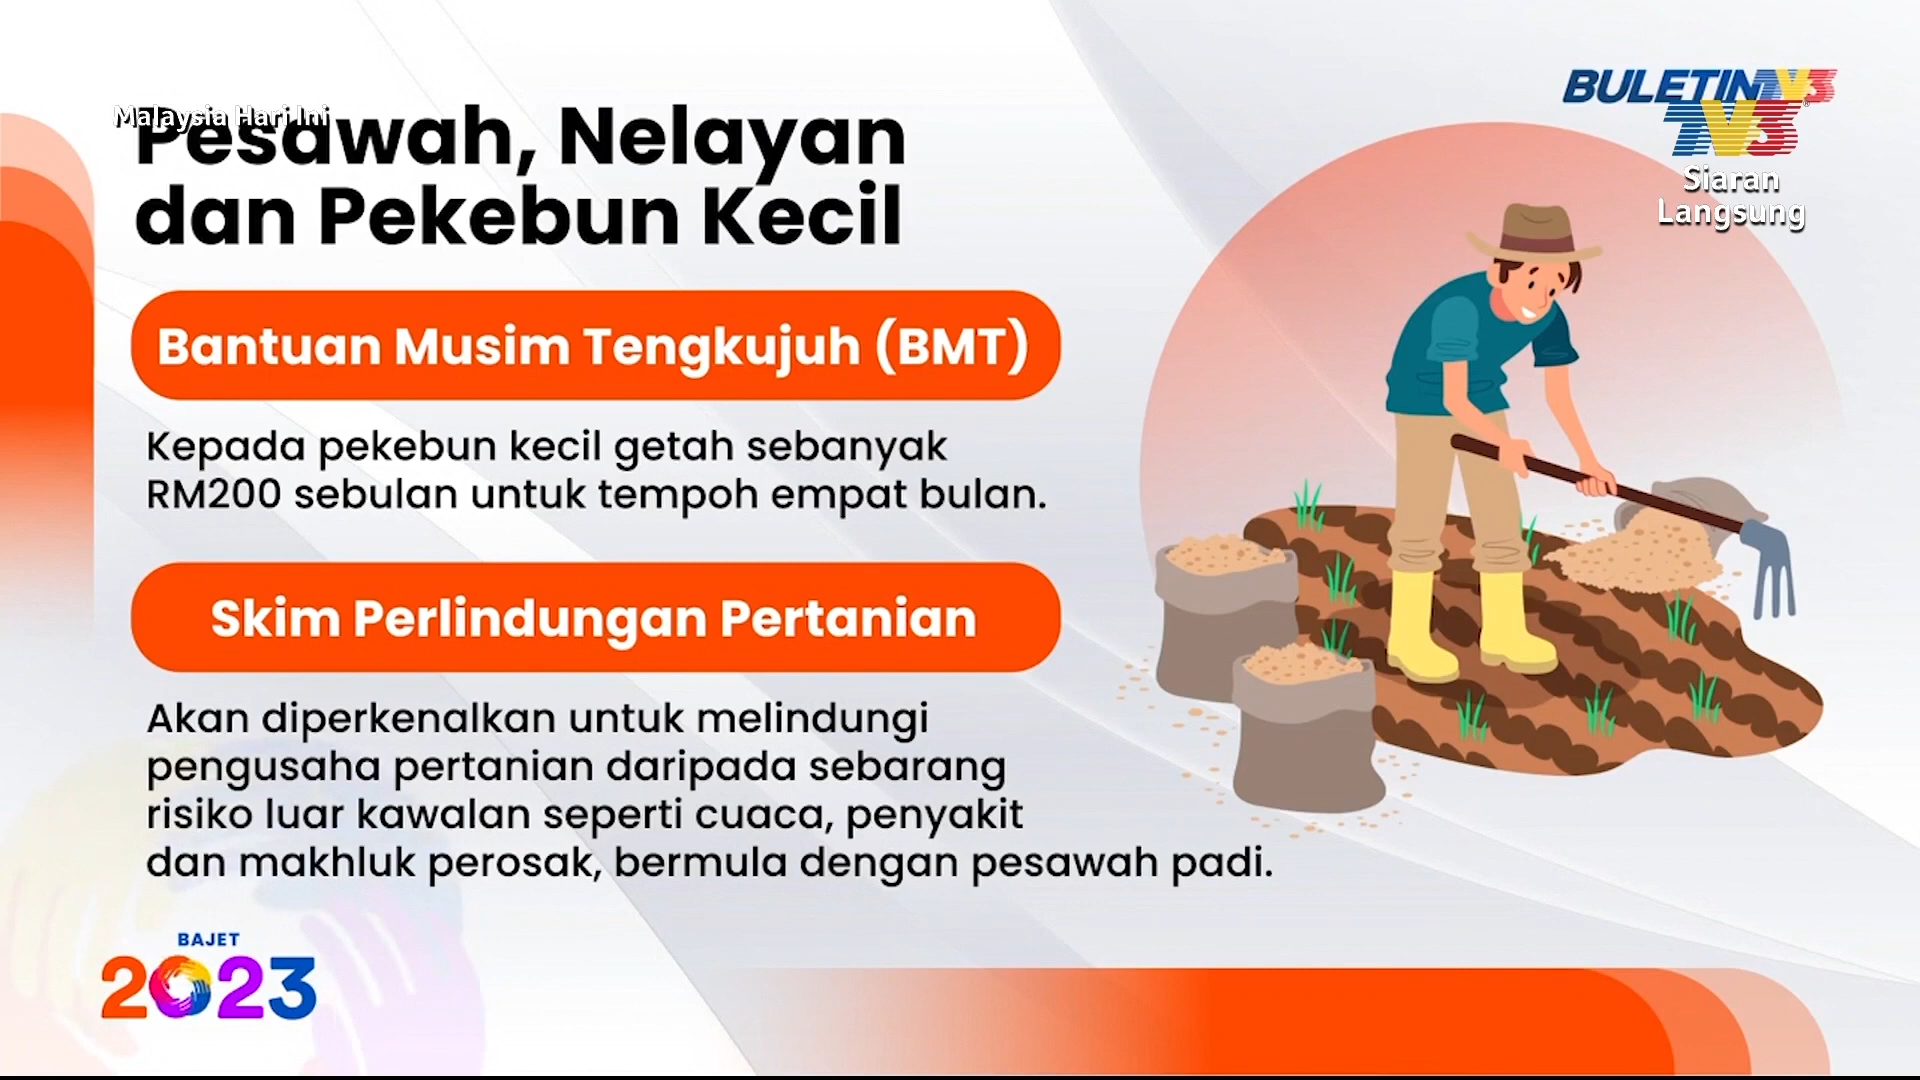 Malaysia Hari Ini
BULETIN TV3
TV3
Siaran
Langsung
Pesawah, Nelayan
dan Pekebun Kecil
Bantuan Musim Tengkujuh (BMT)
Kepada pekebun kecil getah sebanyak
RM200 sebulan untuk tempoh empat bulan.
Skim Perlindungan Pertanian
Akan diperkenalkan untuk melindungi
pengusaha pertanian daripada sebarang
risiko luar kawalan seperti cuaca, penyakit
dan makhluk perosak, bermula dengan pesawah padi.
BAJET
2023